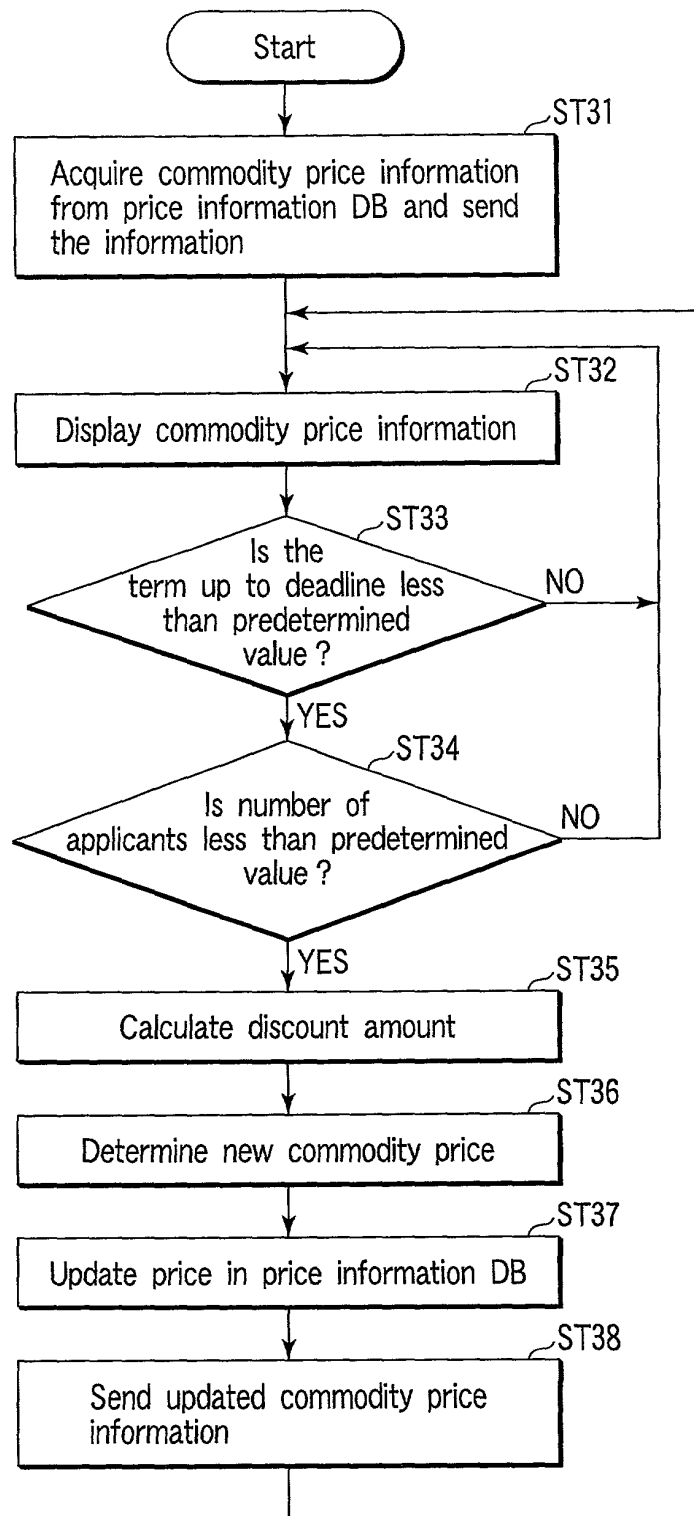 Start
ST31
Acquire commodity price information
from price information DB and send
the information
ST32
Display commodity price information
ST33
Is the
term up to deadline less
than predetermined
value ?
NO
YES
ST34
Is number of
applicants less than predetermined
value ?
NO
YES
ST35
Calculate discount amount
ST36
Determine new commodity price
ST37
Update price in price information DB
ST38
Send updated commodity price
information